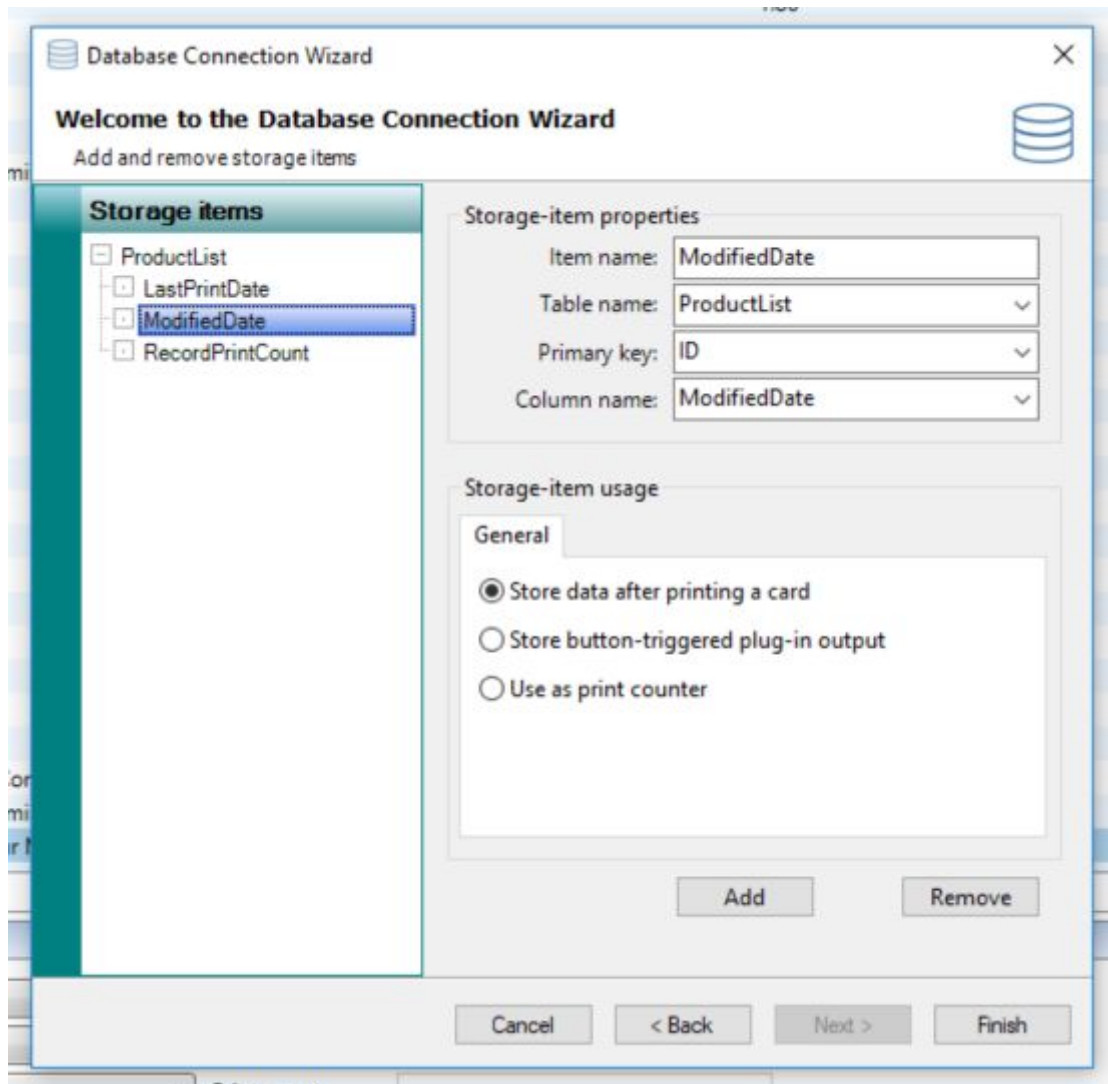 Database Connection Wizard
Welcome to the Database Connection Wizard
Add and remove storage items
Storage items
ProductList
LastPrintDate
ModifiedDate
RecordPrintCount
Storage-item properties
Item name: ModifiedDate
Table name: ProductList
Primary key: ID
Column name: ModifiedDate
Storage-item usage
General
Store data after printing a card
Store button-triggered plug-in output
Use as print counter
Add Remove
Cancel < Back Next > Finish